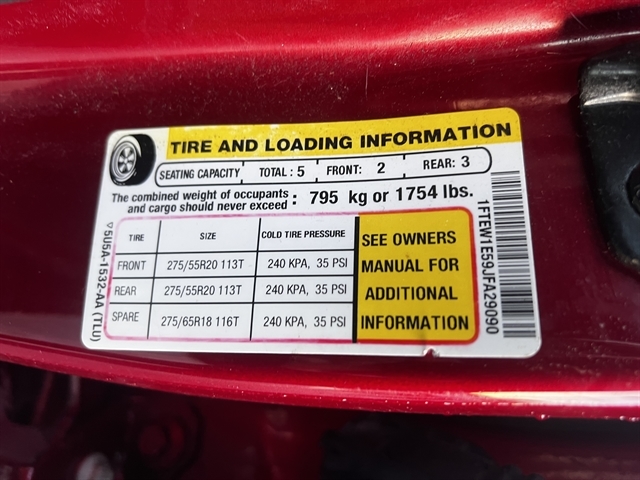 TIRE AND LOADING INFORMATION
SEATING CAPACITY TOTAL : 5 FRONT: 2 REAR: 3
The combined weight of occupants and cargo should never exceed : 795 kg or 1754 lbs.
TIRE SIZE COLD TIRE PRESSURE
FRONT 275/55R20 113T 240 KPA, 35 PSI
REAR 275/55R20 113T 240 KPA, 35 PSI
SPARE 275/65R18 116T 240 KPA, 35 PSI
SEE OWNERS
MANUAL FOR
ADDITIONAL
INFORMATION
5U5A-1532-AA (TLU)
1FTEW1E59JFA29090